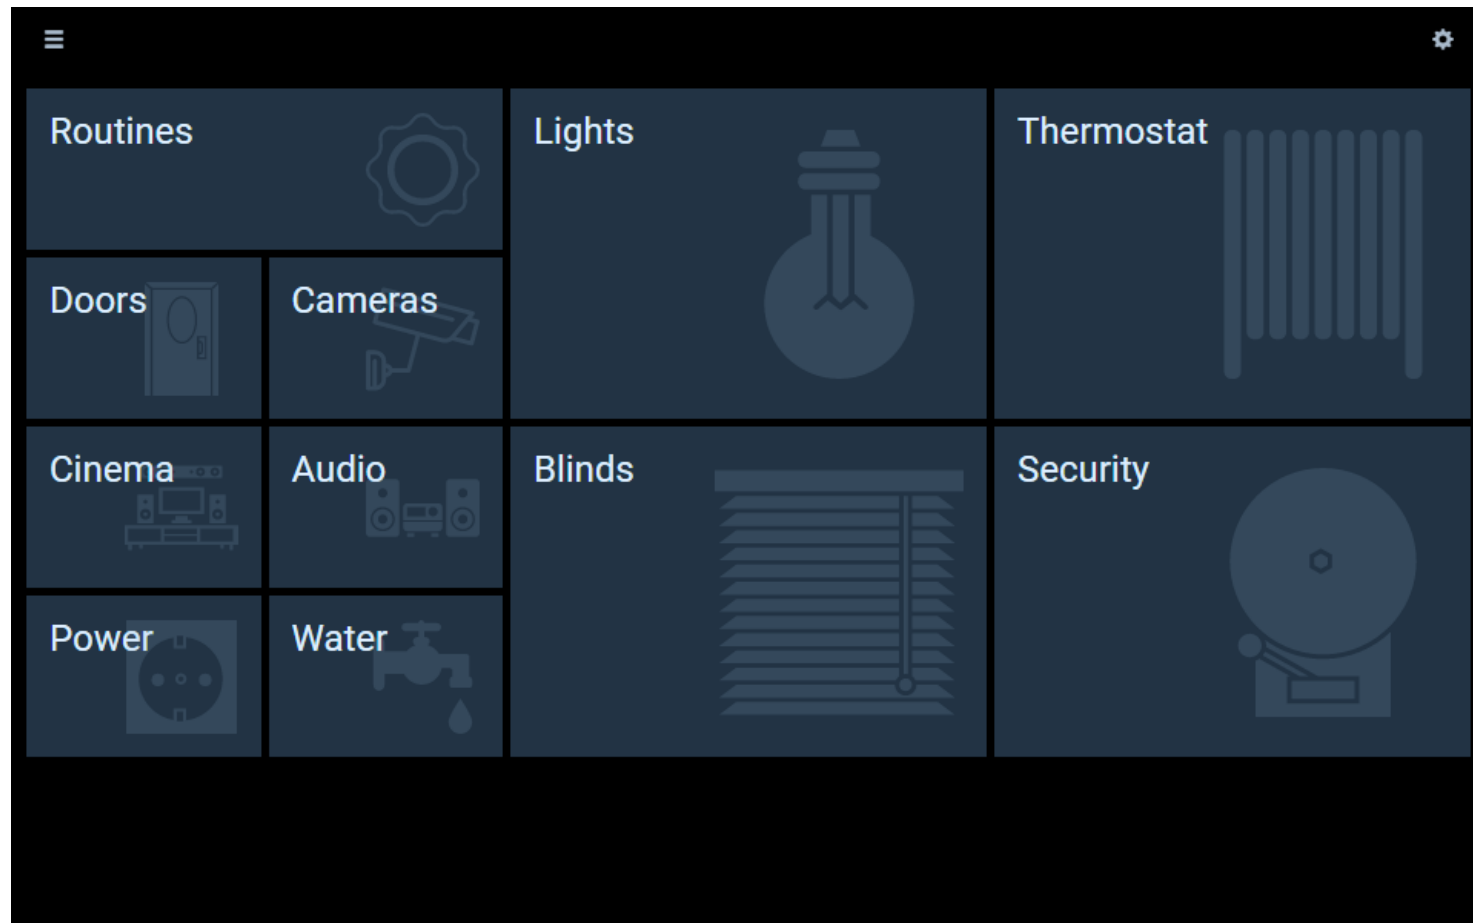 Routines
Lights
Thermostat
Doors
Cameras
Cinema
Audio
Blinds
Security
Power
Water